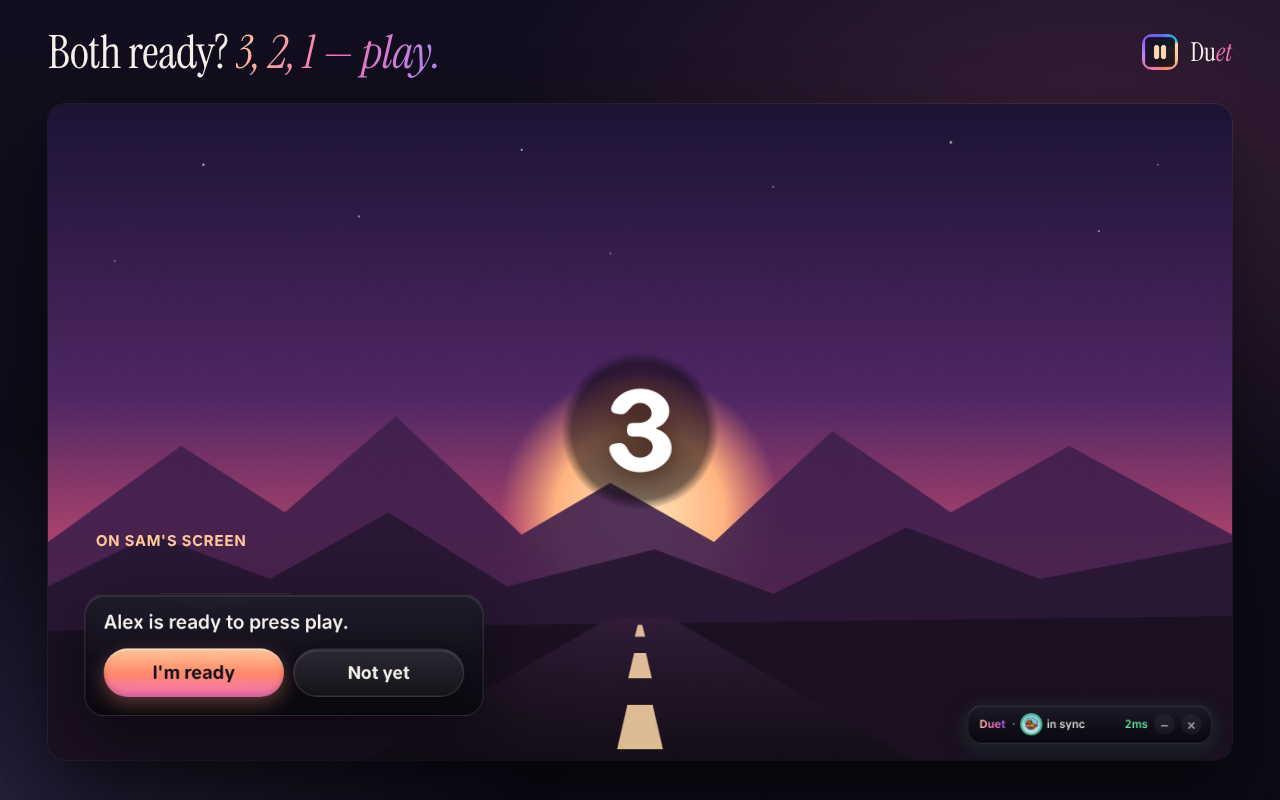 Both ready? 3, 2, 1 — play.
Duet
3
ON SAM'S SCREEN
Alex is ready to press play.
I'm ready
Not yet
Duet · in sync 2ms – ×